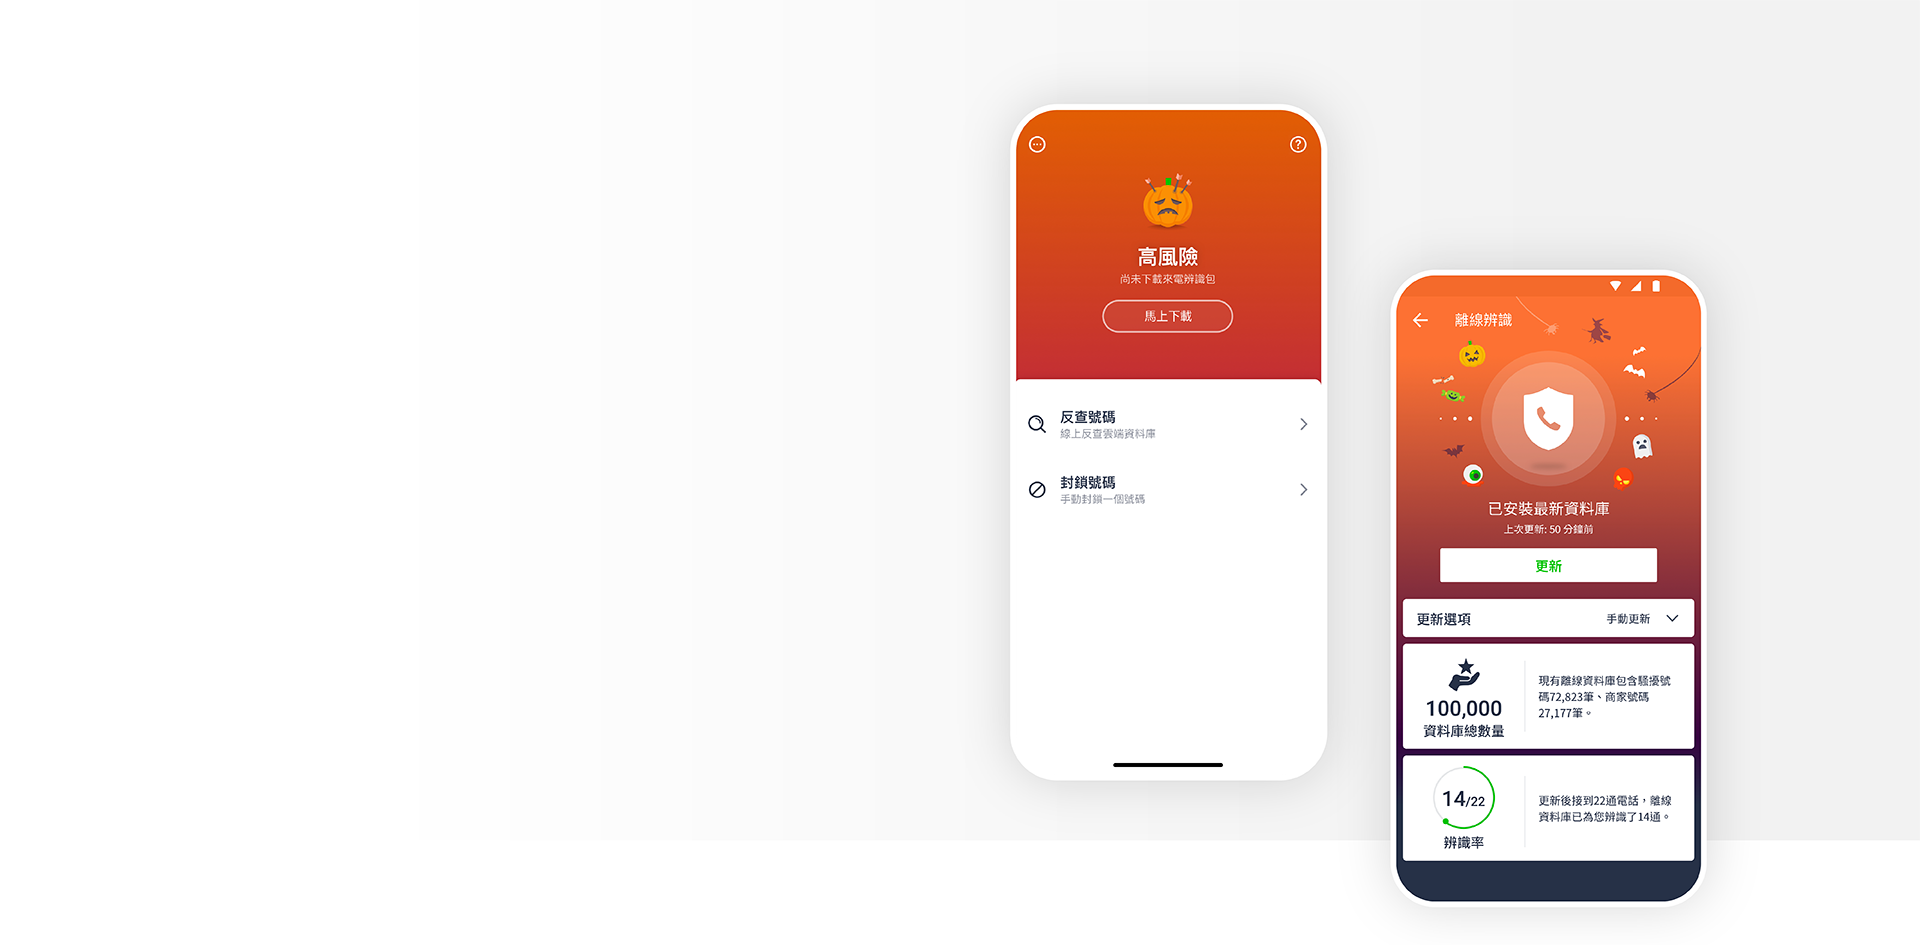 高風險
尚未下載來電辨識包
馬上下載
反查號碼
線上反查雲端資料庫
封鎖號碼
手動封鎖一個號碼
離線辨識
已安裝最新資料庫
上次更新: 50 分鐘前
更新
更新選項 手動更新
100,000
資料庫總數量
現有離線資料庫包含騷擾號
碼72,823筆、商家號碼
27,177筆。
14/22
辨識率
更新後接到22通電話，離線
資料庫已為您辨識了14通。